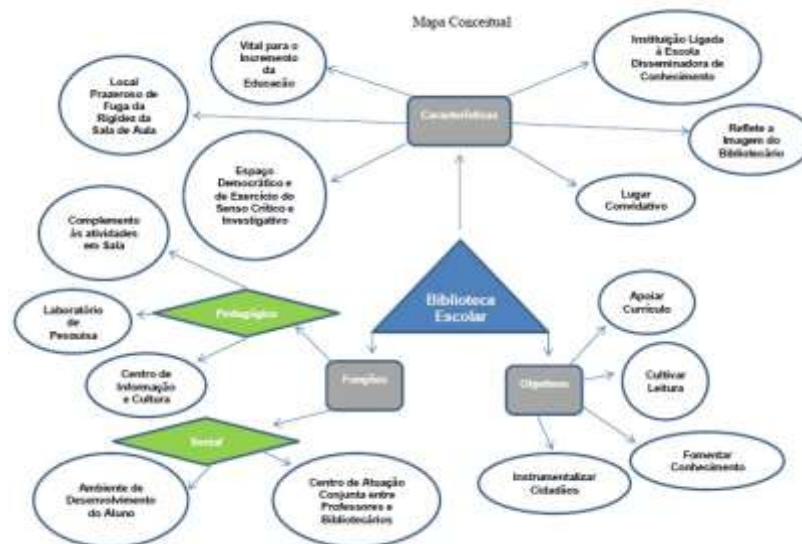 Mapa Conceitual
Vital para o
Incremento
da
Educação
Instituição Ligada
à Escola
Disseminadora de
Conhecimento
Local
Prazeroso de
Fuga da
Rigidez da
Sala de Aula
Características
Reflete a
Imagem do
Bibliotecário
Espaço
Democrático e
de Exercício do
Senso Crítico e
Investigativo
Lugar
Convidativo
Complemento
às atividades
em Sala
Biblioteca
Escolar
Apoiar
Currículo
Pedagógica
Laboratório
de
Pesquisa
Centro de
Informação
e Cultura
Funções
Objetivos
Cultivar
Leitura
Social
Fomentar
Conhecimento
Ambiente de
Desenvolvimento
do Aluno
Centro de Atuação
Conjunta entre
Professores e
Bibliotecários
Instrumentalizar
Cidadãos